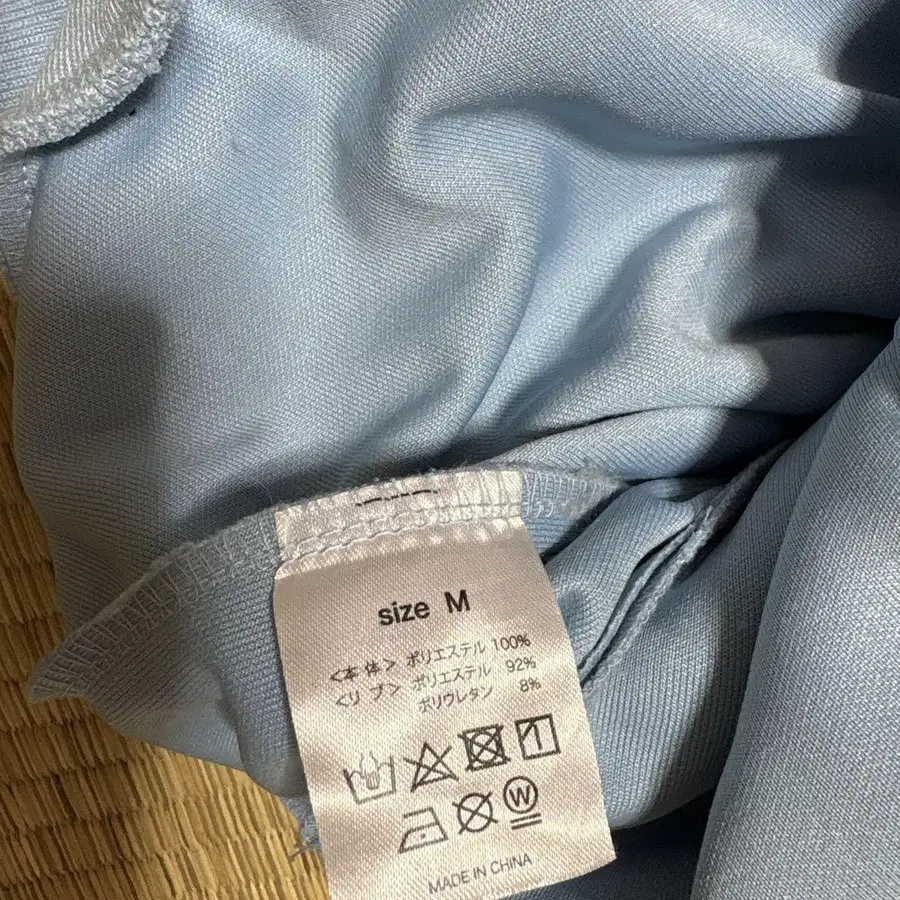 size M
<本体> ポリエステル 100%
<リブ> ポリエステル 92%
ポリウレタン 8%
W
MADE IN CHINA